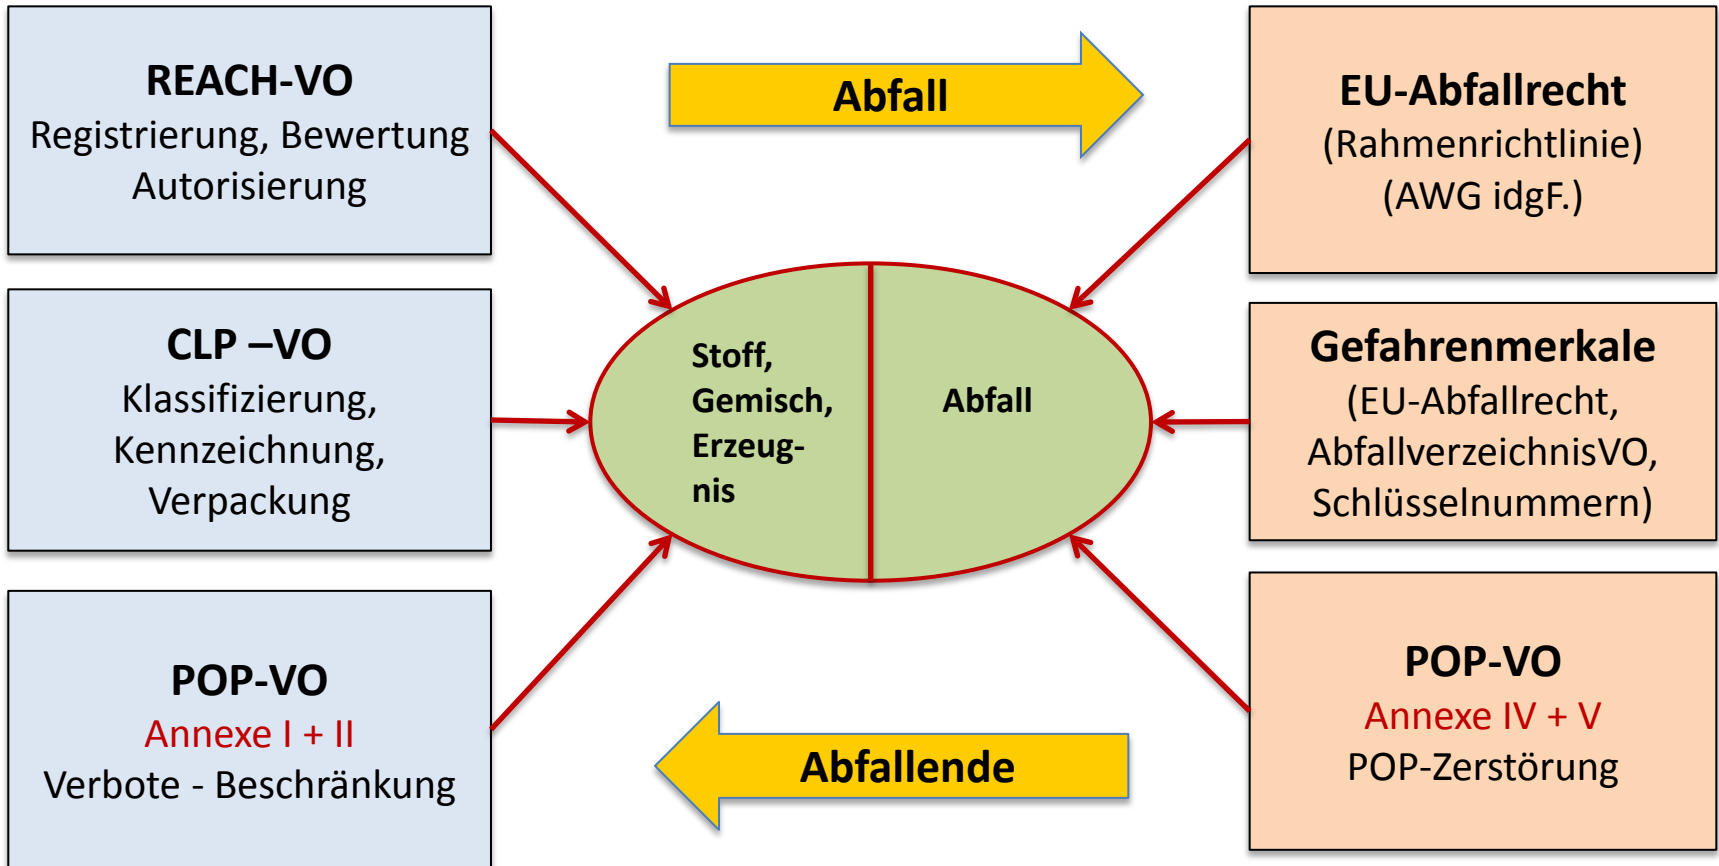 REACH-VO
Registrierung, Bewertung
Autorisierung
Abfall
EU-Abfallrecht
(Rahmenrichtlinie)
(AWG idgF.)
CLP –VO
Klassifizierung,
Kennzeichnung,
Verpackung
Stoff,
Gemisch,
Erzeug-
nis
Abfall
Gefahrenmerkale
(EU-Abfallrecht,
AbfallverzeichnisVO,
Schlüsselnummern)
POP-VO
Annexe I + II
Verbote - Beschränkung
Abfallende
POP-VO
Annexe IV + V
POP-Zerstörung